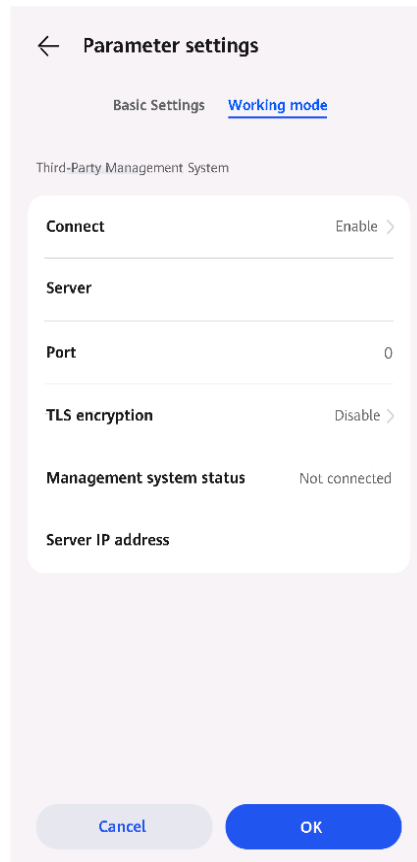 Parameter settings
Basic Settings Working mode
Third-Party Management System
Connect Enable
Server
Port 0
TLS encryption Disable
Management system status Not connected
Server IP address
Cancel OK